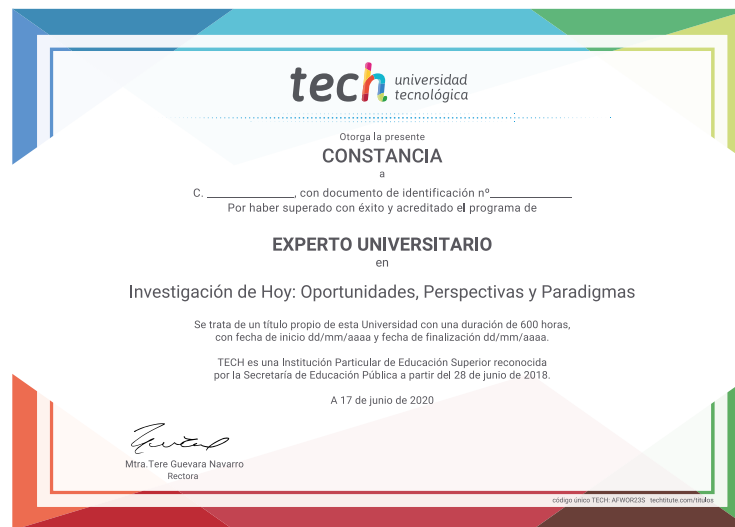 tech universidad
tecnológica
Otorga la presente
CONSTANCIA
a
C. ________________, con documento de identificación nº______________
Por haber superado con éxito y acreditado el programa de
EXPERTO UNIVERSITARIO
en
Investigación de Hoy: Oportunidades, Perspectivas y Paradigmas
Se trata de un título propio de esta Universidad con una duración de 600 horas,
con fecha de inicio dd/mm/aaaa y fecha de finalización dd/mm/aaaa.
TECH es una Institución Particular de Educación Superior reconocida
por la Secretaría de Educación Pública a partir del 28 de junio de 2018.
A 17 de junio de 2020
Mtra.Tere Guevara Navarro
Rectora
código único TECH: AFWOR23S techtitute.com/titulos